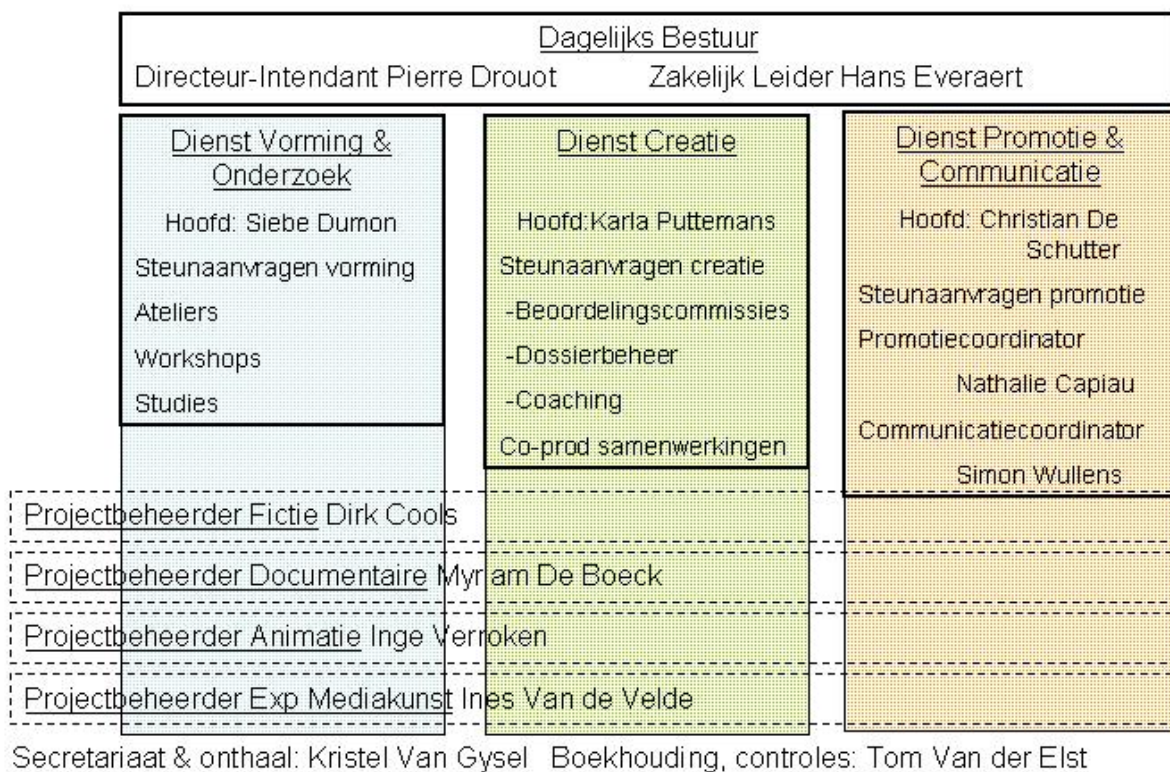 Dagelijks Bestuur
Directeur-Intendant Pierre Drouot Zakelijk Leider Hans Everaert
Dienst Vorming &
Onderzoek
Hoofd: Siebe Dumon
Steunaanvragen vorming
Ateliers
Workshops
Studies
Dienst Creatie
Hoofd:Karla Puttemans
Steunaanvragen creatie
-Beoordelingscommissies
-Dossierbeheer
-Coaching
Co-prod samenwerkingen
Dienst Promotie &
Communicatie
Hoofd: Christian De
Schutter
Steunaanvragen promotie
Promotiecoordinator
Nathalie Capiau
Communicatiecoordinator
Simon Wullens
Projectbeheerder Fictie Dirk Cools
Projectbeheerder Documentaire Myriam De Boeck
Projectbeheerder Animatie Inge Verroken
Projectbeheerder Exp Mediakunst Ines Van de Velde
Secretariaat & onthaal: Kristel Van Gysel Boekhouding, controles: Tom Van der Elst